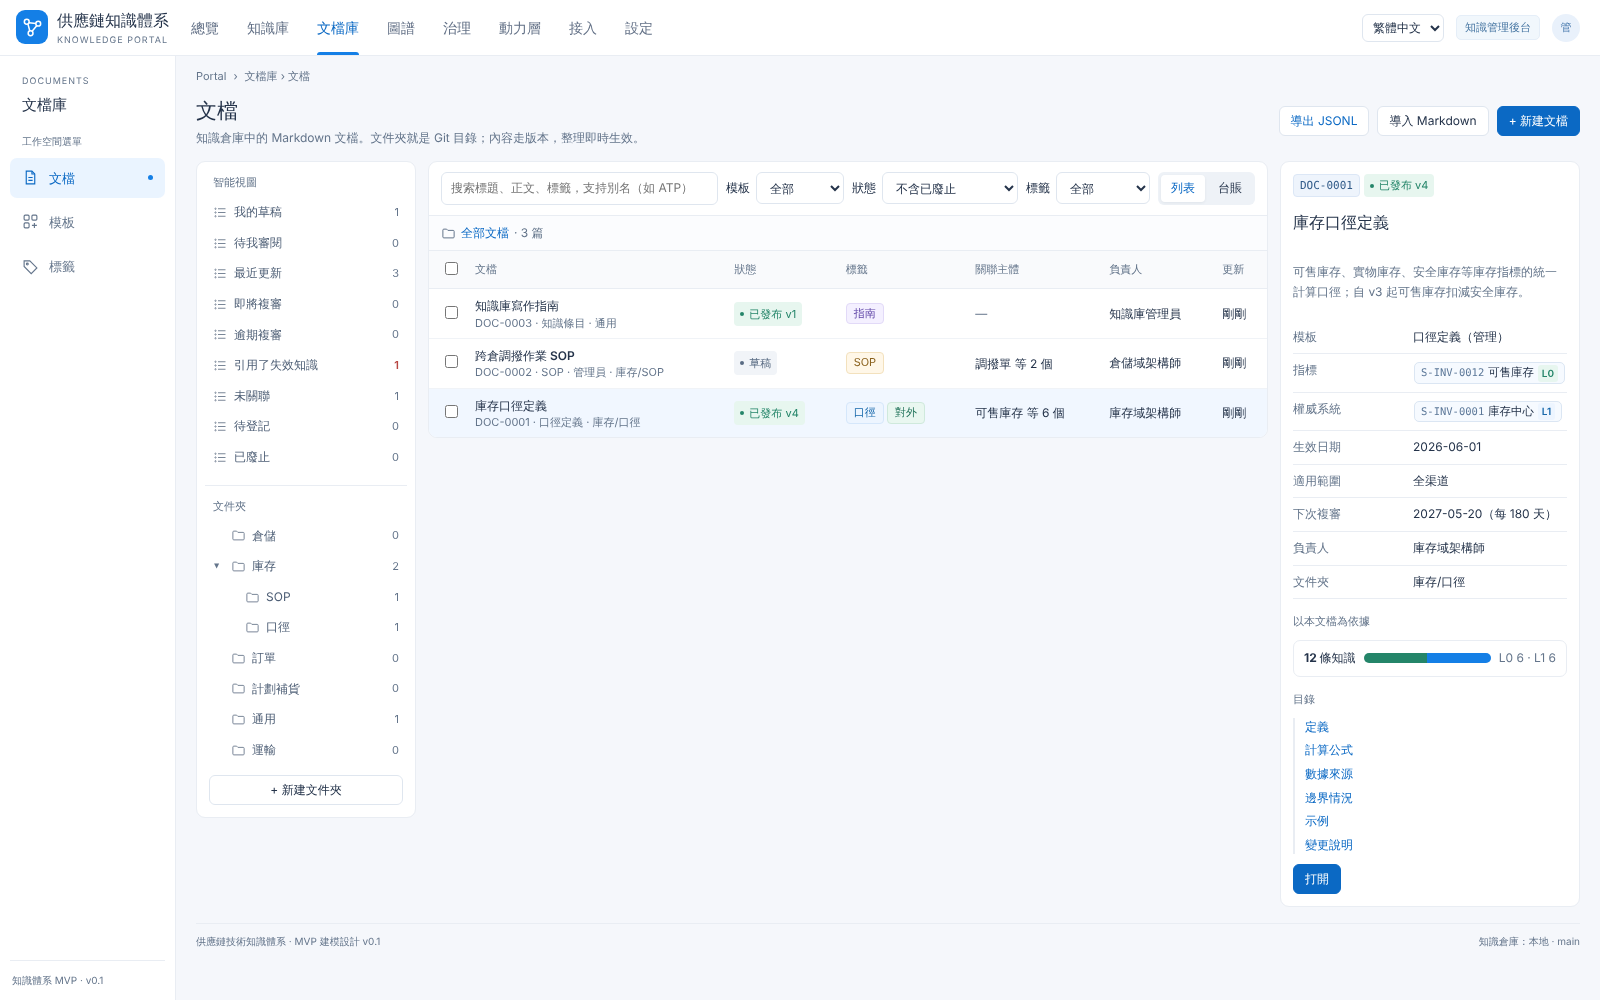 供應鏈知識體系
KNOWLEDGE PORTAL
總覽 知識庫 文檔庫 圖譜 治理 動力層 接入 設定
繁體中文 知識管理後台 管
DOCUMENTS
文檔庫
工作空間選單
文檔
模板
標籤
知識體系 MVP · v0.1
Portal › 文檔庫 › 文檔
文檔
知識倉庫中的 Markdown 文檔。文件夾就是 Git 目錄；內容走版本，整理即時生效。
導出 JSONL 導入 Markdown + 新建文檔
智能視圖
我的草稿 1
待我審閱 0
最近更新 3
即將複審 0
逾期複審 0
引用了失效知識 1
未關聯 1
待登記 0
已廢止 0
文件夾
倉儲 0
庫存 2
SOP 1
口徑 1
訂單 0
計劃補貨 0
通用 1
運輸 0
+ 新建文件夾
搜索標題、正文、標籤，支持別名（如 ATP） 模板 全部 狀態 不含已廢止 標籤 全部 列表 台賬
全部文檔 · 3 篇
文檔 狀態 標籤 關聯主體 負責人 更新
知識庫寫作指南
DOC-0003 · 知識條目 · 通用
已發布 v1 指南 — 知識庫管理員 剛剛
跨倉調撥作業 SOP
DOC-0002 · SOP · 管理員 · 庫存/SOP
草稿 SOP 調撥單 等 2 個 倉儲域架構師 剛剛
庫存口徑定義
DOC-0001 · 口徑定義 · 庫存/口徑
已發布 v4 口徑 對外 可售庫存 等 6 個 庫存域架構師 剛剛
DOC-0001 已發布 v4
庫存口徑定義
可售庫存、實物庫存、安全庫存等庫存指標的統一
計算口徑；自 v3 起可售庫存扣減安全庫存。
模板 口徑定義（管理）
指標 S-INV-0012 可售庫存 L0
權威系統 S-INV-0001 庫存中心 L1
生效日期 2026-06-01
適用範圍 全渠道
下次複審 2027-05-20（每 180 天）
負責人 庫存域架構師
文件夾 庫存/口徑
以本文檔為依據
12 條知識 L0 6 · L1 6
目錄
定義
計算公式
數據來源
邊界情況
示例
變更說明
打開
供應鏈技術知識體系 · MVP 建模設計 v0.1
知識倉庫：本地 · main